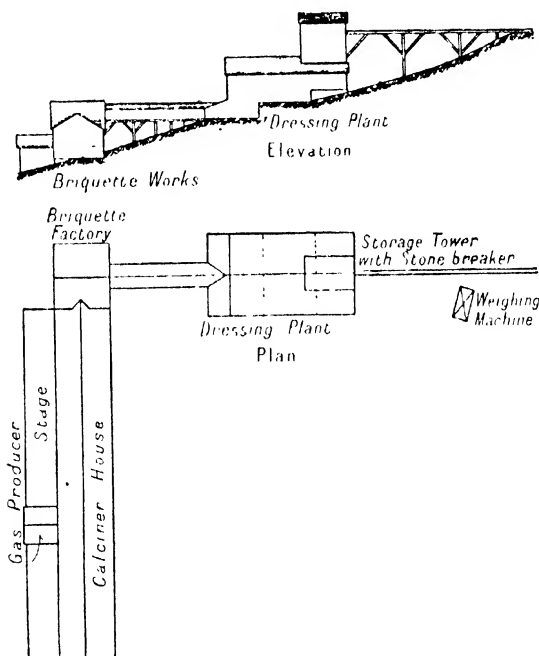 Dressing Plant
Elevation
Briquette Works
Briquette
Factory
Storage Tower
with Stone breaker
Weighing
Machine
Dressing Plant
Plan
Gas Producer
Stage
Calciner House